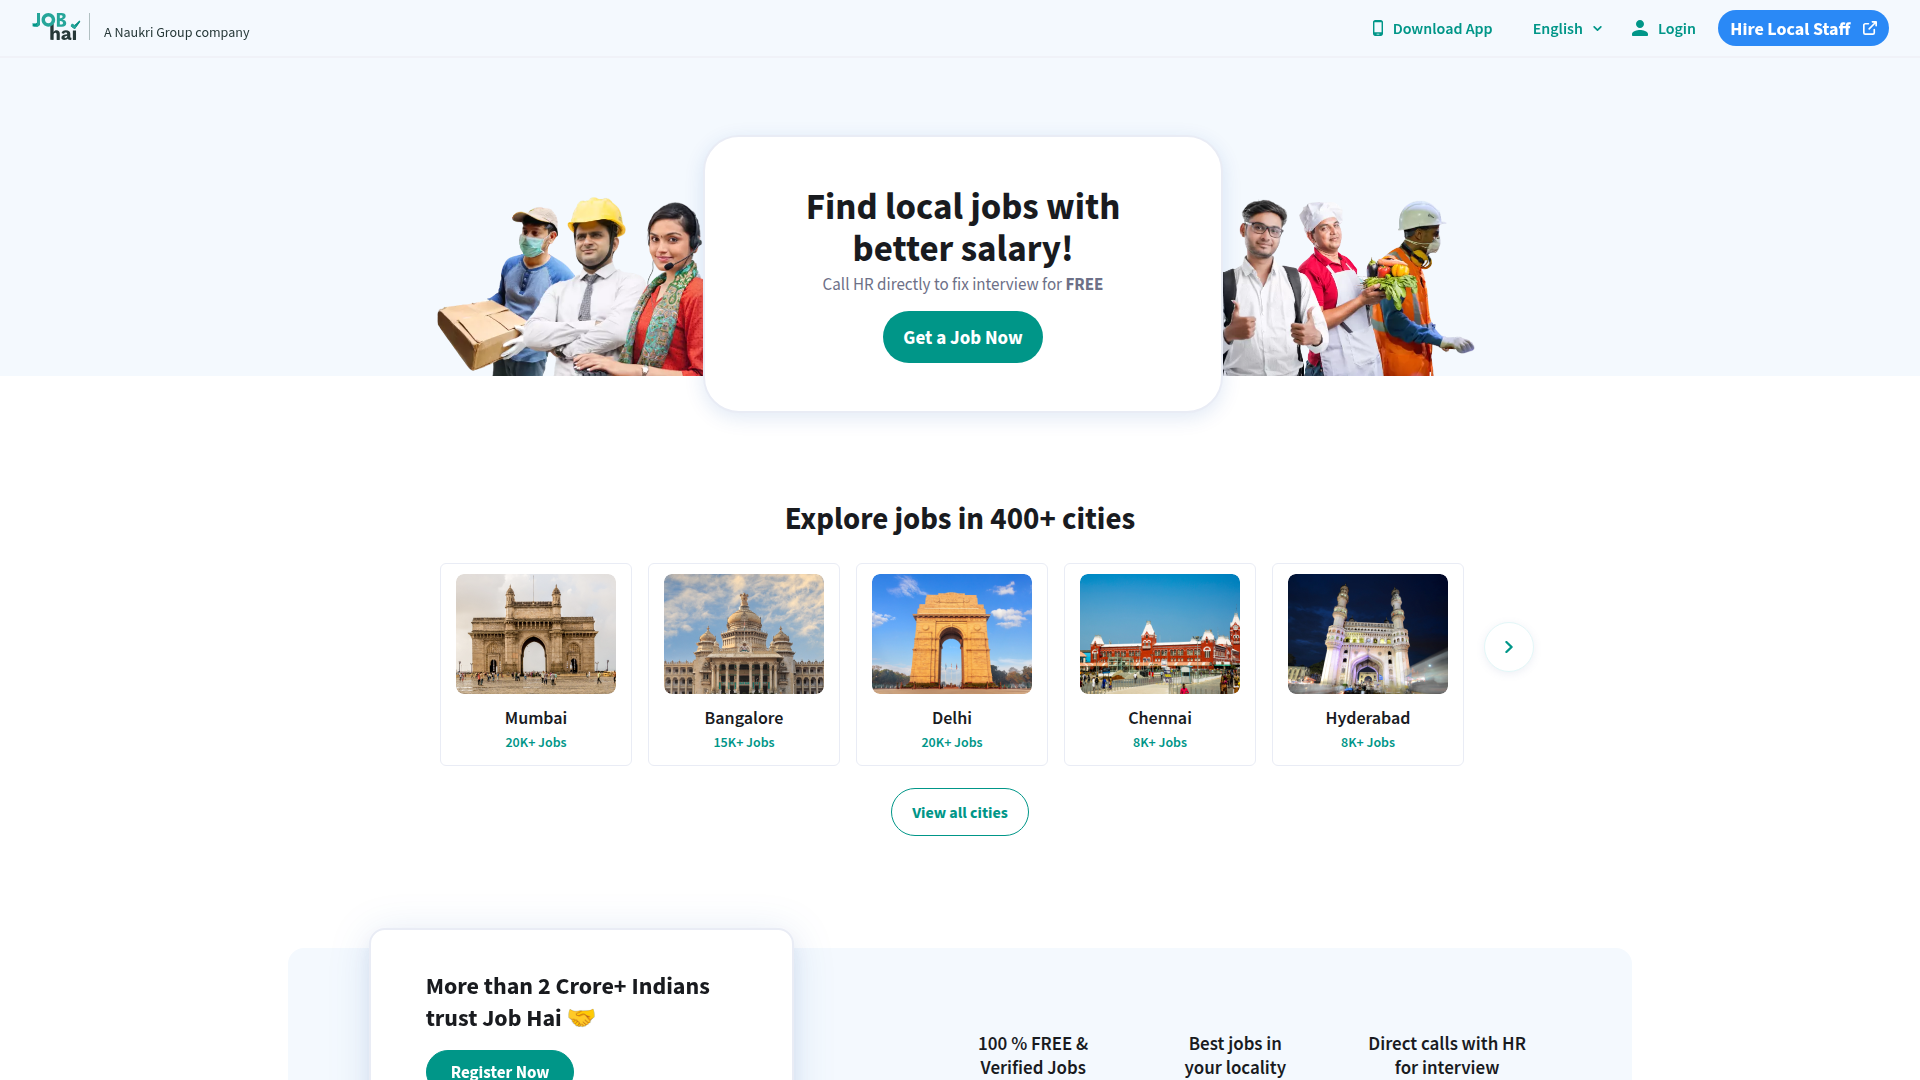 JOB
hai
A Naukri Group company
Download App
English
Login
Hire Local Staff
Find local jobs with
better salary!
Call HR directly to fix interview for FREE
Get a Job Now
Explore jobs in 400+ cities
Mumbai
20K+ Jobs
Bangalore
15K+ Jobs
Delhi
20K+ Jobs
Chennai
8K+ Jobs
Hyderabad
8K+ Jobs
View all cities
More than 2 Crore+ Indians
trust Job Hai 🤝
Register Now
100 % FREE &
Verified Jobs
Best jobs in
your locality
Direct calls with HR
for interview